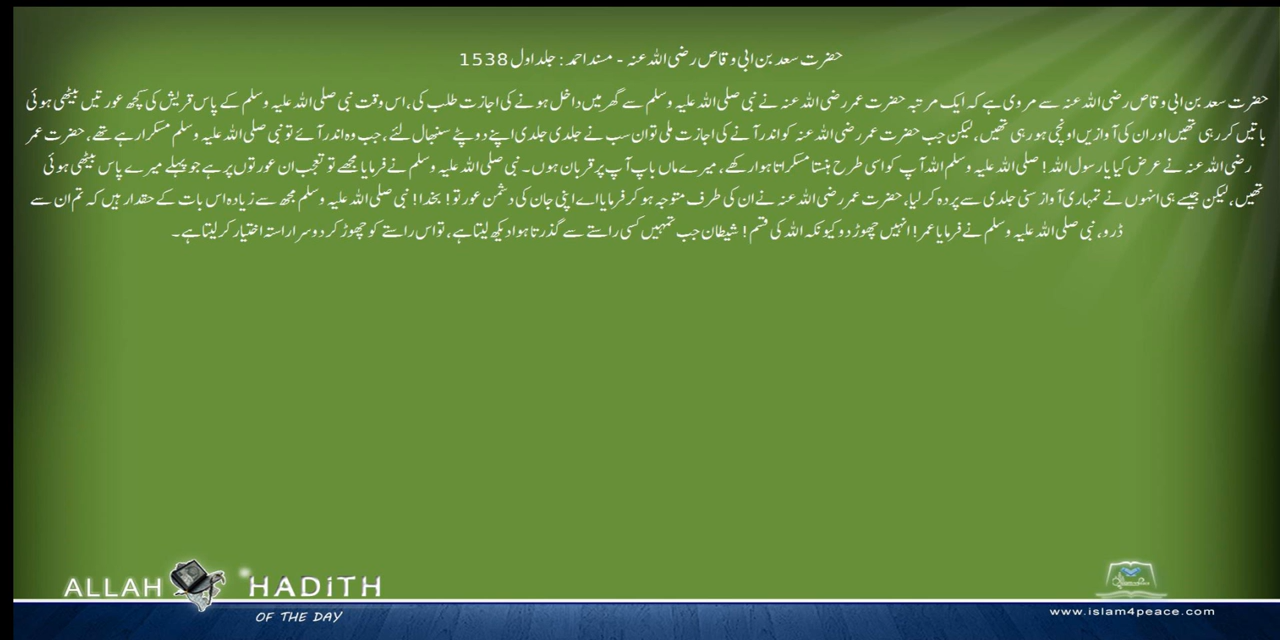 حضرت سعد بن ابی وقاص رضی اللہ عنہ - مسند احمد: جلد اول 1538
حضرت سعد بن ابی وقاص رضی اللہ عنہ سے مروی ہے کہ ایک مرتبہ حضرت عمر رضی اللہ عنہ نے نبی صلی اللہ علیہ وسلم سے گھر میں داخل ہونے کی اجازت طلب کی، اس وقت نبی صلی اللہ علیہ وسلم کے پاس قریش کی کچھ عورتیں بیٹھی ہوئی
باتیں کر رہی تھیں اور ان کی آوازیں اونچی ہو رہی تھیں، لیکن جب حضرت عمر رضی اللہ عنہ کو اندر آنے کی اجازت ملی تو ان سب نے جلدی جلدی اپنے دوپٹے سنبھال لئے، جب وہ اندر آئے تو نبی صلی اللہ علیہ وسلم مسکرا رہے تھے، حضرت عمر
رضی اللہ عنہ نے عرض کیا یا رسول اللہ! صلی اللہ علیہ وسلم اللہ آپ کو اسی طرح ہنستا مسکراتا ہوا رکھے، میرے ماں باپ آپ پر قربان ہوں۔ نبی صلی اللہ علیہ وسلم نے فرمایا مجھے تو تعجب ان عورتوں پر ہے جو پہلے میرے پاس بیٹھی ہوئی
تھیں، لیکن جیسے ہی انہوں نے تمہاری آواز سنی جلدی سے پردہ کر لیا، حضرت عمر رضی اللہ عنہ نے ان کی طرف متوجہ ہو کر فرمایا اے اپنی جان کی دشمن عورتو! بخدا! نبی صلی اللہ علیہ وسلم مجھ سے زیادہ اس بات کے حقدار ہیں کہ تم ان سے
ڈرو، نبی صلی اللہ علیہ وسلم نے فرمایا عمر! انہیں چھوڑ دو کیونکہ اللہ کی قسم! شیطان جب تمہیں کسی راستے سے گذرتا ہوا دیکھ لیتا ہے، تو اس راستے کو چھوڑ کر دوسرا راستہ اختیار کر لیتا ہے۔
ALLAH HADiTH
OF THE DAY
www.islam4peace.com